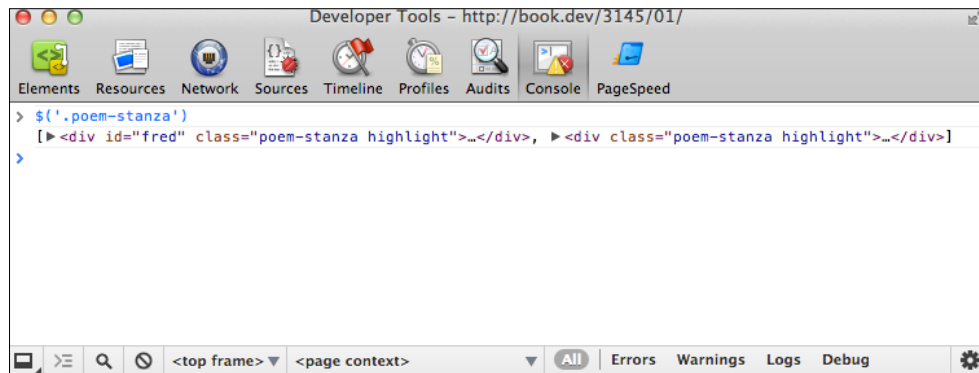 Developer Tools – http://book.dev/3145/01/
Elements Resources Network Sources Timeline Profiles Audits Console PageSpeed
> $('.poem-stanza')
[▶<div id="fred" class="poem-stanza highlight">…</div>, ▶<div class="poem-stanza highlight">…</div>]
>
<top frame> ▼ <page context> ▼ All Errors Warnings Logs Debug